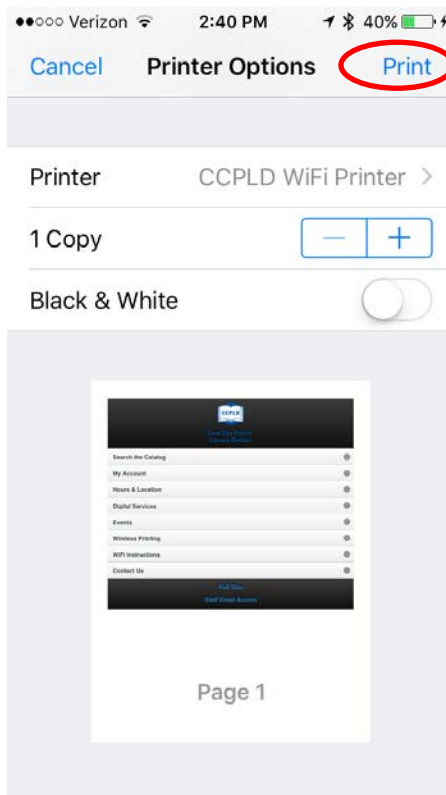 Verizon 2:40 PM 40%
Cancel Printer Options Print
Printer CCPLD WiFi Printer >
1 Copy − +
Black & White
CCPLD
Library District
Search the Catalog
My Account
Hours & Location
Digital Services
Events
Wireless Printing
WiFi Instructions
Contact Us
Full Site
Staff Email Access
Page 1